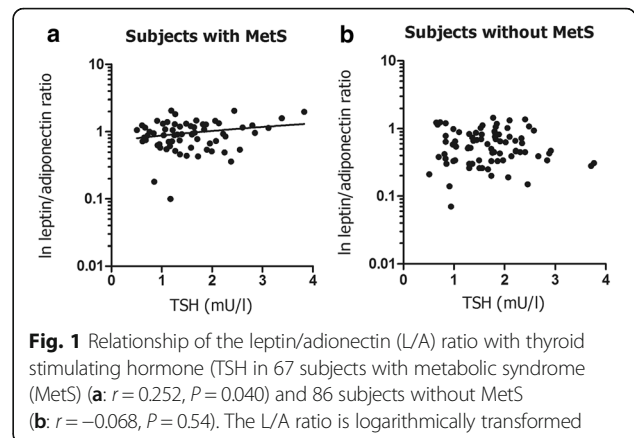 a Subjects with MetS
10
1
0.1
0.01
0 1 2 3 4
ln leptin/adiponectin ratio
TSH (mU/l)
b Subjects without MetS
10
1
0.1
0.01
0 1 2 3 4
ln leptin/adiponectin ratio
TSH (mU/l)
Fig. 1 Relationship of the leptin/adionectin (L/A) ratio with thyroid
stimulating hormone (TSH in 67 subjects with metabolic syndrome
(MetS) (a: r = 0.252, P = 0.040) and 86 subjects without MetS
(b: r = −0.068, P = 0.54). The L/A ratio is logarithmically transformed